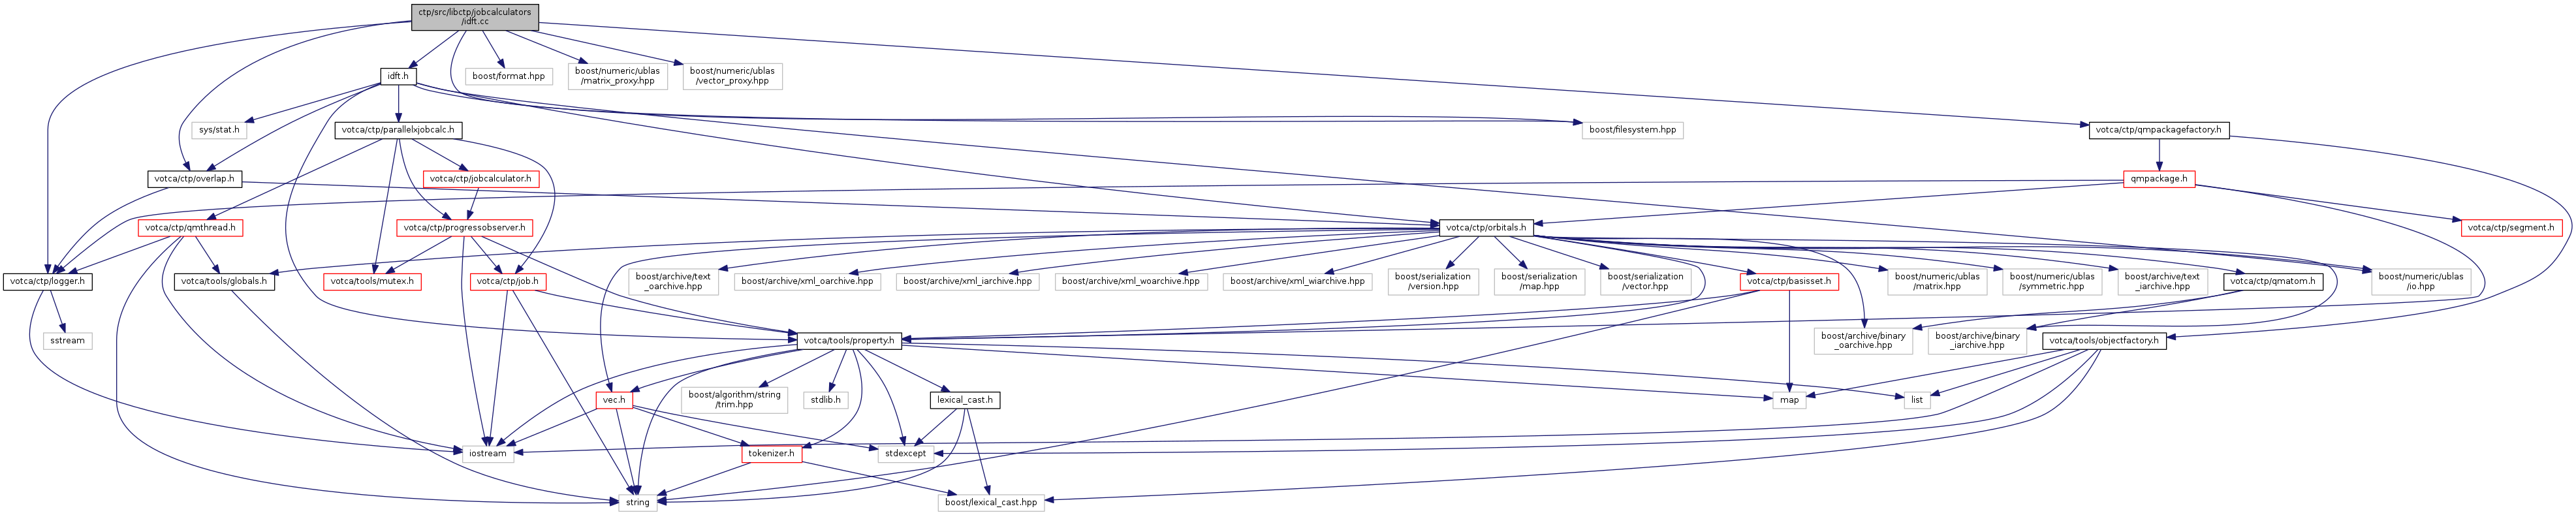 ctp/src/libctp/jobcalculators
/idft.cc
idft.h
boost/format.hpp
boost/numeric/ublas
/matrix_proxy.hpp
boost/numeric/ublas
/vector_proxy.hpp
sys/stat.h
votca/ctp/parallelxjobcalc.h
boost/filesystem.hpp
votca/ctp/qmpackagefactory.h
votca/ctp/overlap.h
votca/ctp/jobcalculator.h
qmpackage.h
votca/ctp/qmthread.h
votca/ctp/progressobserver.h
votca/ctp/orbitals.h
votca/ctp/segment.h
votca/ctp/logger.h
votca/tools/globals.h
votca/tools/mutex.h
votca/ctp/job.h
boost/archive/text
_oarchive.hpp
boost/archive/xml_oarchive.hpp
boost/archive/xml_iarchive.hpp
boost/archive/xml_woarchive.hpp
boost/archive/xml_wiarchive.hpp
boost/serialization
/version.hpp
boost/serialization
/map.hpp
boost/serialization
/vector.hpp
votca/ctp/basisset.h
boost/numeric/ublas
/matrix.hpp
boost/numeric/ublas
/symmetric.hpp
boost/archive/text
_iarchive.hpp
votca/ctp/qmatom.h
boost/numeric/ublas
/io.hpp
sstream
votca/tools/property.h
boost/archive/binary
_oarchive.hpp
boost/archive/binary
_iarchive.hpp
votca/tools/objectfactory.h
vec.h
boost/algorithm/string
/trim.hpp
stdlib.h
lexical_cast.h
map
list
iostream
tokenizer.h
stdexcept
string
boost/lexical_cast.hpp